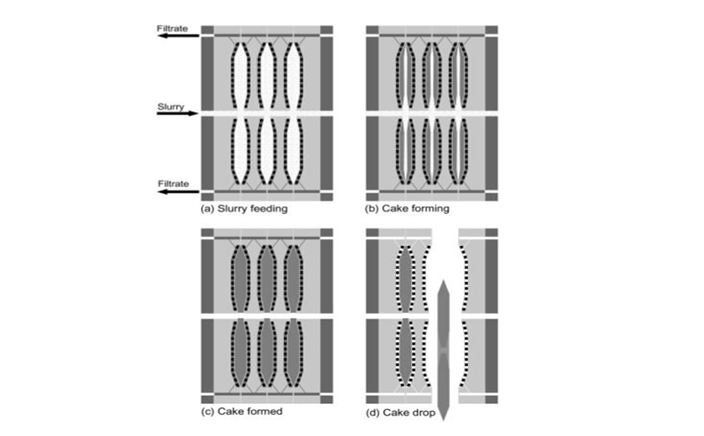 Filtrate
Slurry
Filtrate
(a) Slurry feeding
(b) Cake forming
(c) Cake formed
(d) Cake drop